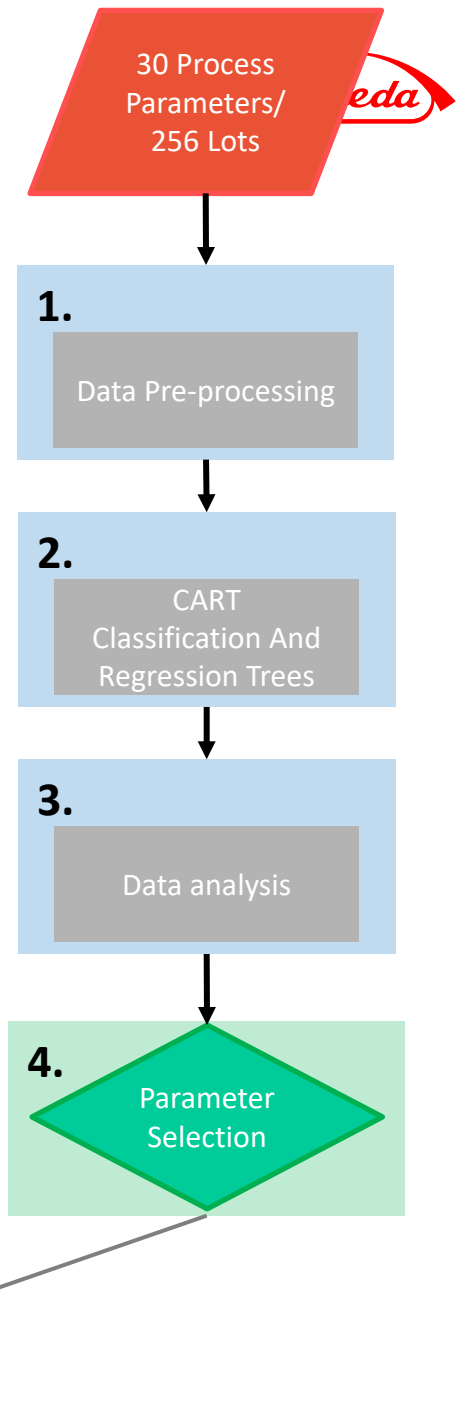 30 Process
Parameters/
256 Lots
eda
1.
Data Pre-processing
2.
CART
Classification And
Regression Trees
3.
Data analysis
4.
Parameter
Selection